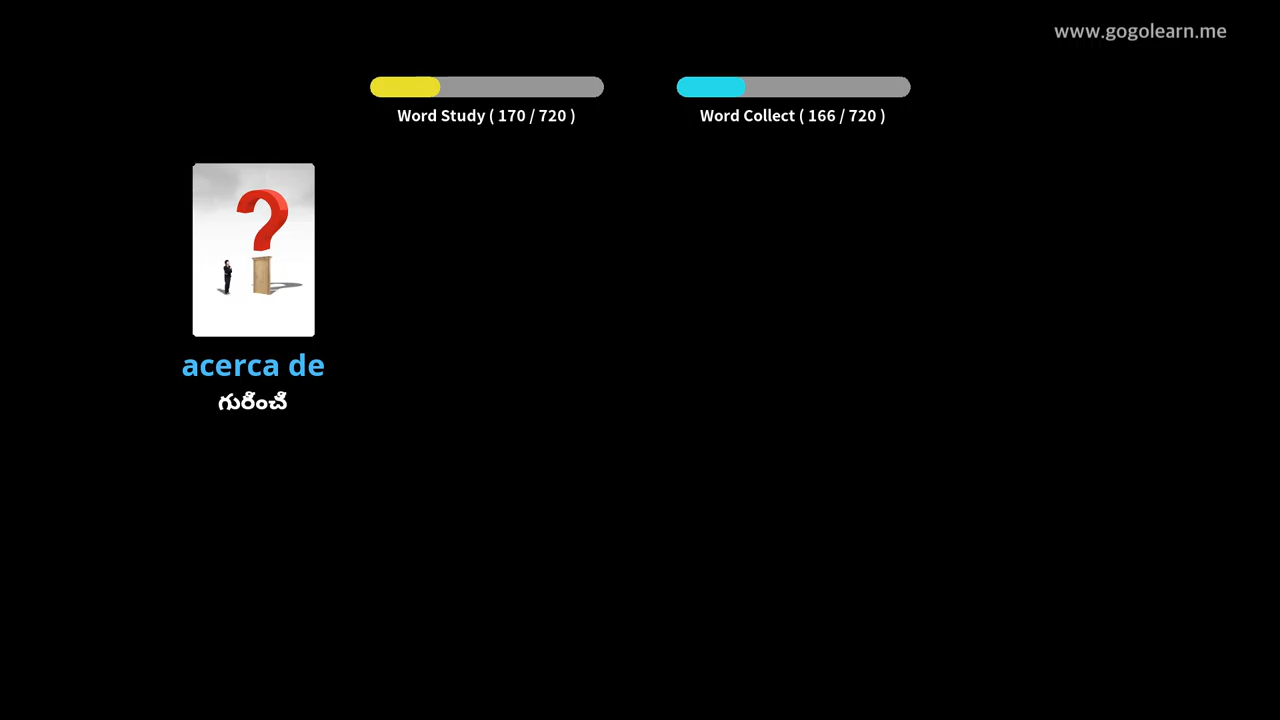 www.gogolearn.me
Word Study ( 170 / 720 )
Word Collect ( 166 / 720 )
acerca de
గురించి